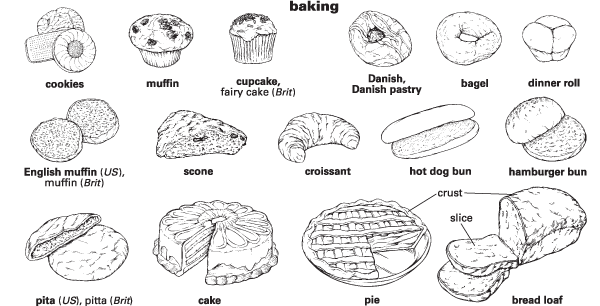 baking
cookies
muffin
cupcake,
fairy cake (Brit)
Danish,
Danish pastry
bagel
dinner roll
English muffin (US),
muffin (Brit)
scone
croissant
hot dog bun
hamburger bun
crust
slice
pita (US), pitta (Brit)
cake
pie
bread loaf